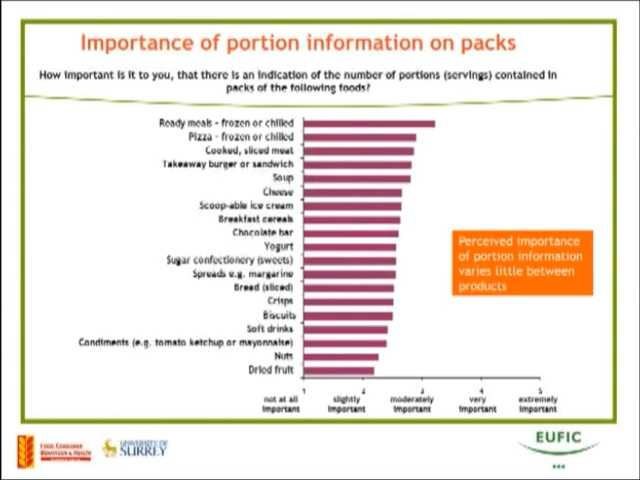 Importance of portion information on packs
How important is it to you, that there is an indication of the number of portions (servings) contained in
packs of the following foods?
Ready meals - frozen or chilled
Pizza - frozen or chilled
Cooked, sliced meat
Takeaway burger or sandwich
Soup
Cheese
Scoop-able ice cream
Breakfast cereals
Chocolate bar
Yogurt
Sugar confectionery (sweets)
Spreads e.g. margarine
Bread (sliced)
Crisps
Biscuits
Soft drinks
Condiments (e.g. tomato ketchup or mayonnaise)
Nuts
Dried fruit
Perceived importance
of portion information
varies little between
products
1 2 3 4 5
not at all slightly moderately very extremely
important important important important important
FOOD, CONSUMER
BEHAVIOUR & HEALTH
UNIVERSITY OF
SURREY
EUFIC